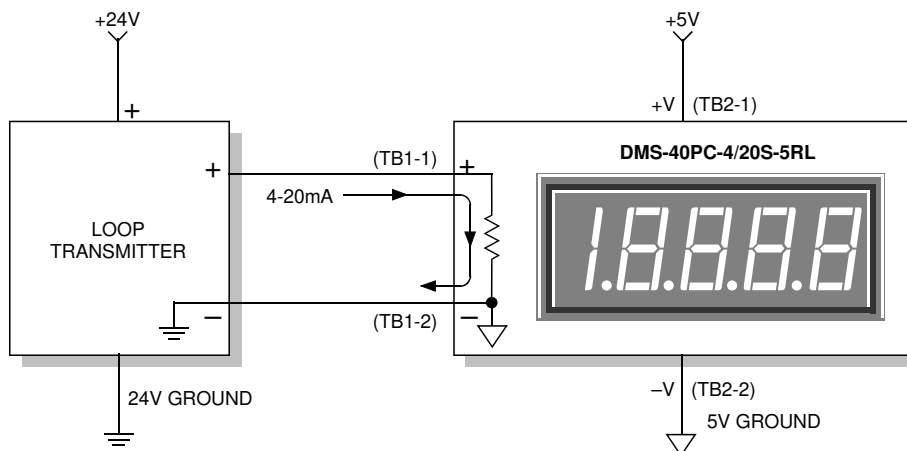 +24V
+5V
+
+V (TB2-1)
DMS-40PC-4/20S-5RL
+
(TB1-1)
+
4-20mA
LOOP
TRANSMITTER
1.8.8.8.8
−
(TB1-2)
−
24V GROUND
−V (TB2-2)
5V GROUND